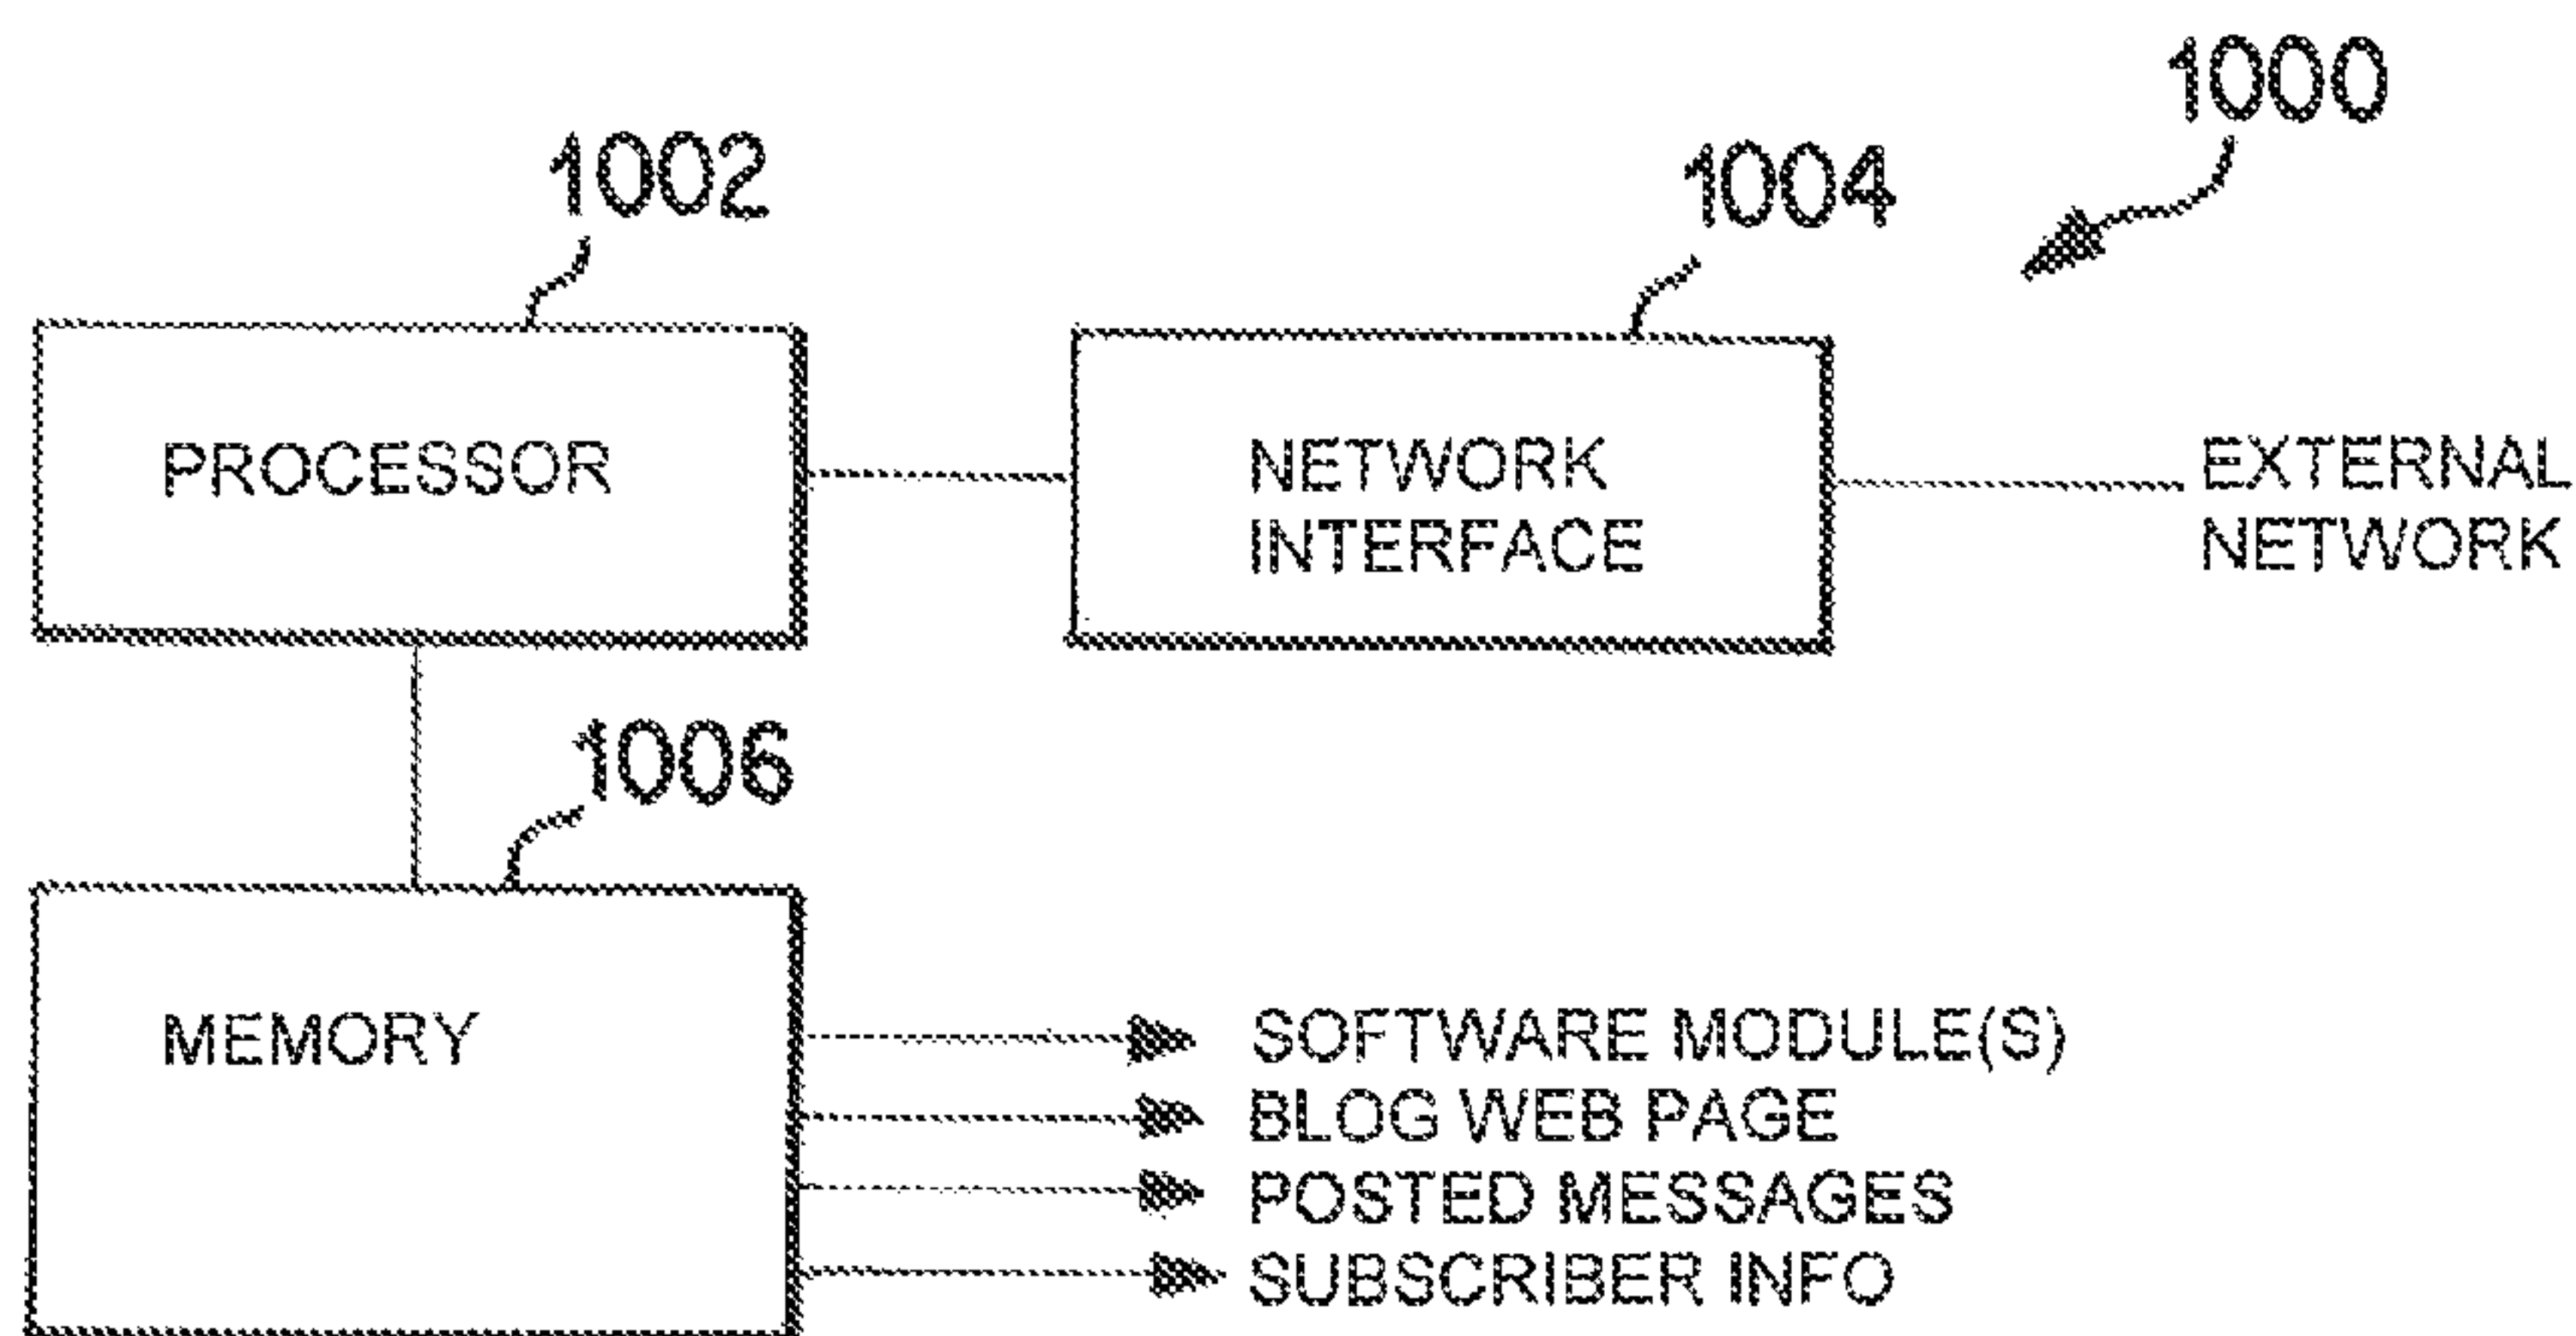 1000
1002
1004
PROCESSOR
NETWORK
INTERFACE
EXTERNAL
NETWORK
1006
MEMORY
SOFTWARE MODULE(S)
BLOG WEB PAGE
POSTED MESSAGES
SUBSCRIBER INFO